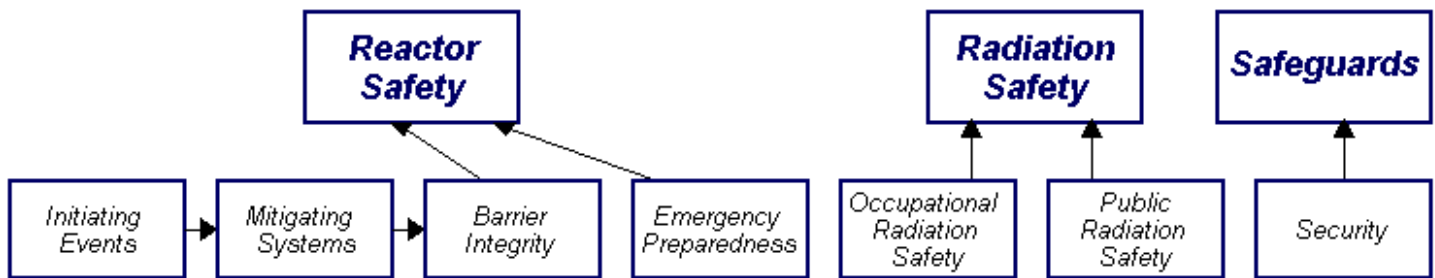 Reactor
Safety
Radiation
Safety
Safeguards
Initiating
Events
Mitigating
Systems
Barrier
Integrity
Emergency
Preparedness
Occupational
Radiation
Safety
Public
Radiation
Safety
Security